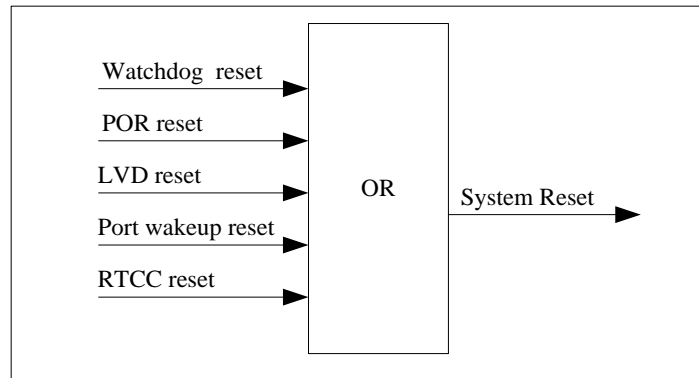 Watchdog reset
POR reset
LVD reset
Port wakeup reset
RTCC reset
OR
System Reset